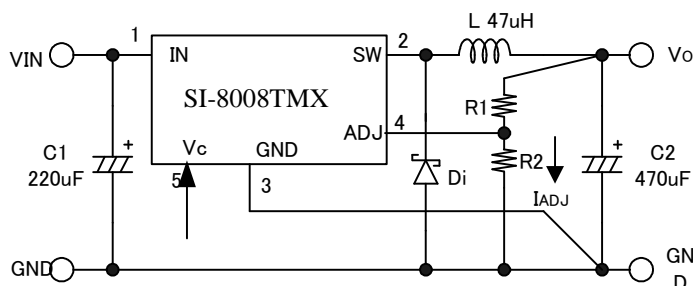 L 47uH
1
2
VIN
IN
SW
VO
SI-8008TMX
R1
ADJ
4
C1
220uF
+
Vc
GND
5
3
Di
R2
IADJ
+
C2
470uF
GND
GN
D